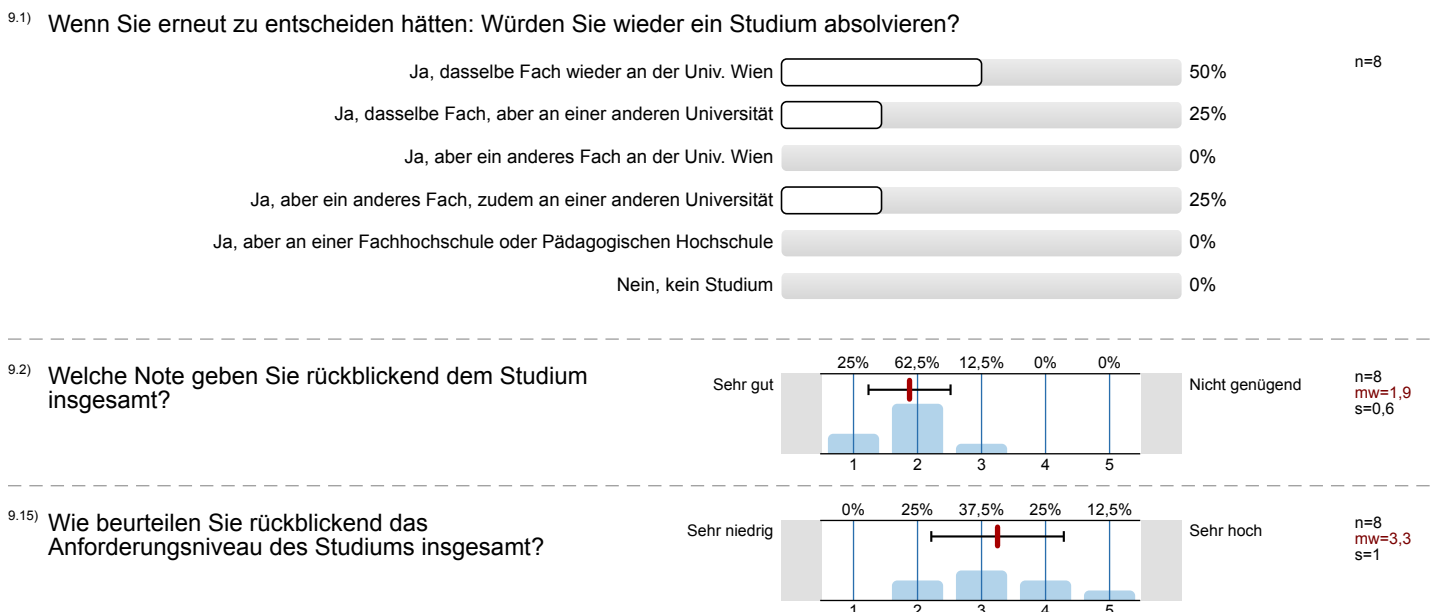 9.1) Wenn Sie erneut zu entscheiden hätten: Würden Sie wieder ein Studium absolvieren?
Ja, dasselbe Fach wieder an der Univ. Wien 50% n=8
Ja, dasselbe Fach, aber an einer anderen Universität 25%
Ja, aber ein anderes Fach an der Univ. Wien 0%
Ja, aber ein anderes Fach, zudem an einer anderen Universität 25%
Ja, aber an einer Fachhochschule oder Pädagogischen Hochschule 0%
Nein, kein Studium 0%
9.2) Welche Note geben Sie rückblickend dem Studium
insgesamt?
25% 62,5% 12,5% 0% 0%
Sehr gut
Nicht genügend
1 2 3 4 5
n=8
mw=1,9
s=0,6
9.15) Wie beurteilen Sie rückblickend das
Anforderungsniveau des Studiums insgesamt?
0% 25% 37,5% 25% 12,5%
Sehr niedrig
Sehr hoch
1 2 3 4 5
n=8
mw=3,3
s=1